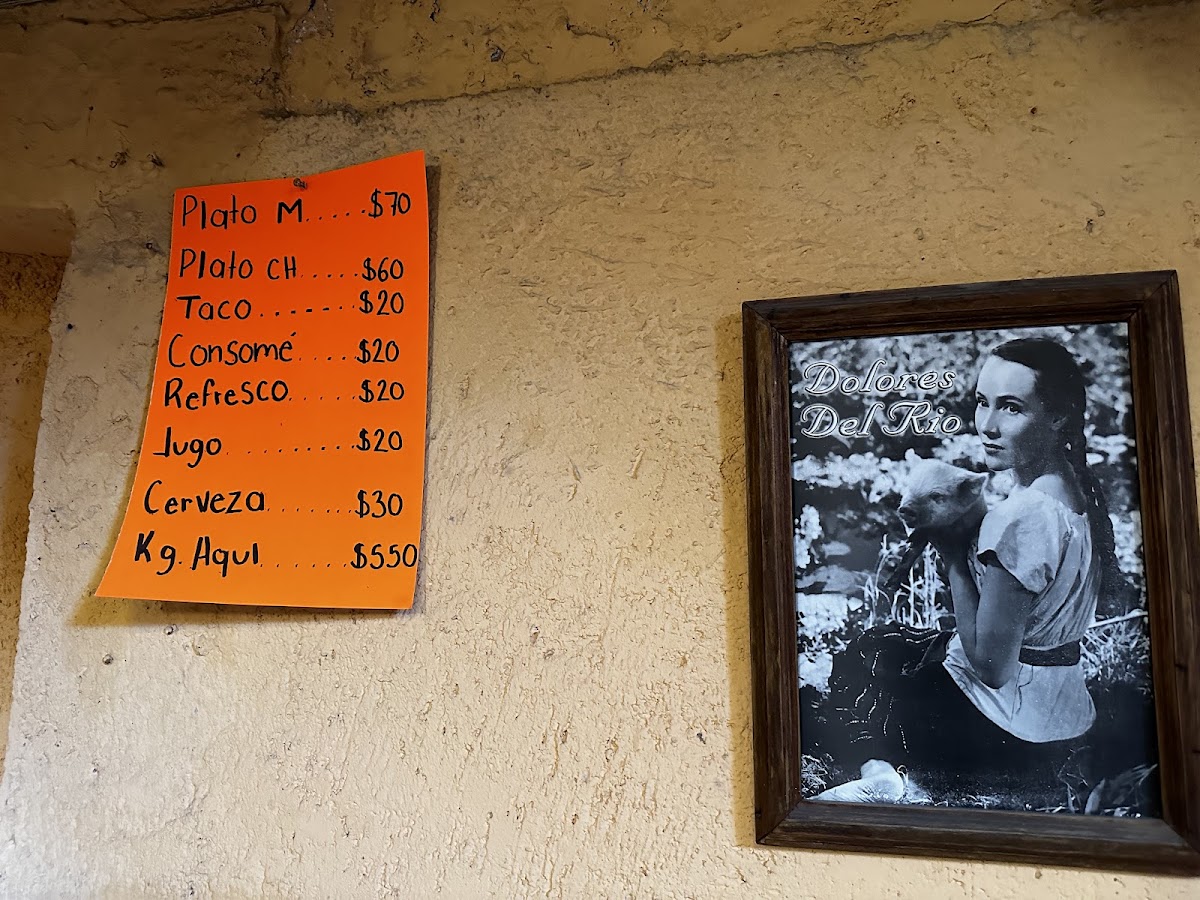 Plato M.....$70
Plato CH.....$60
Taco......$20
Consomé.....$20
Refresco......$20
Jugo.........$20
Cerveza.......$30
Kg. Aquí......$550
Dolores
Del Rio